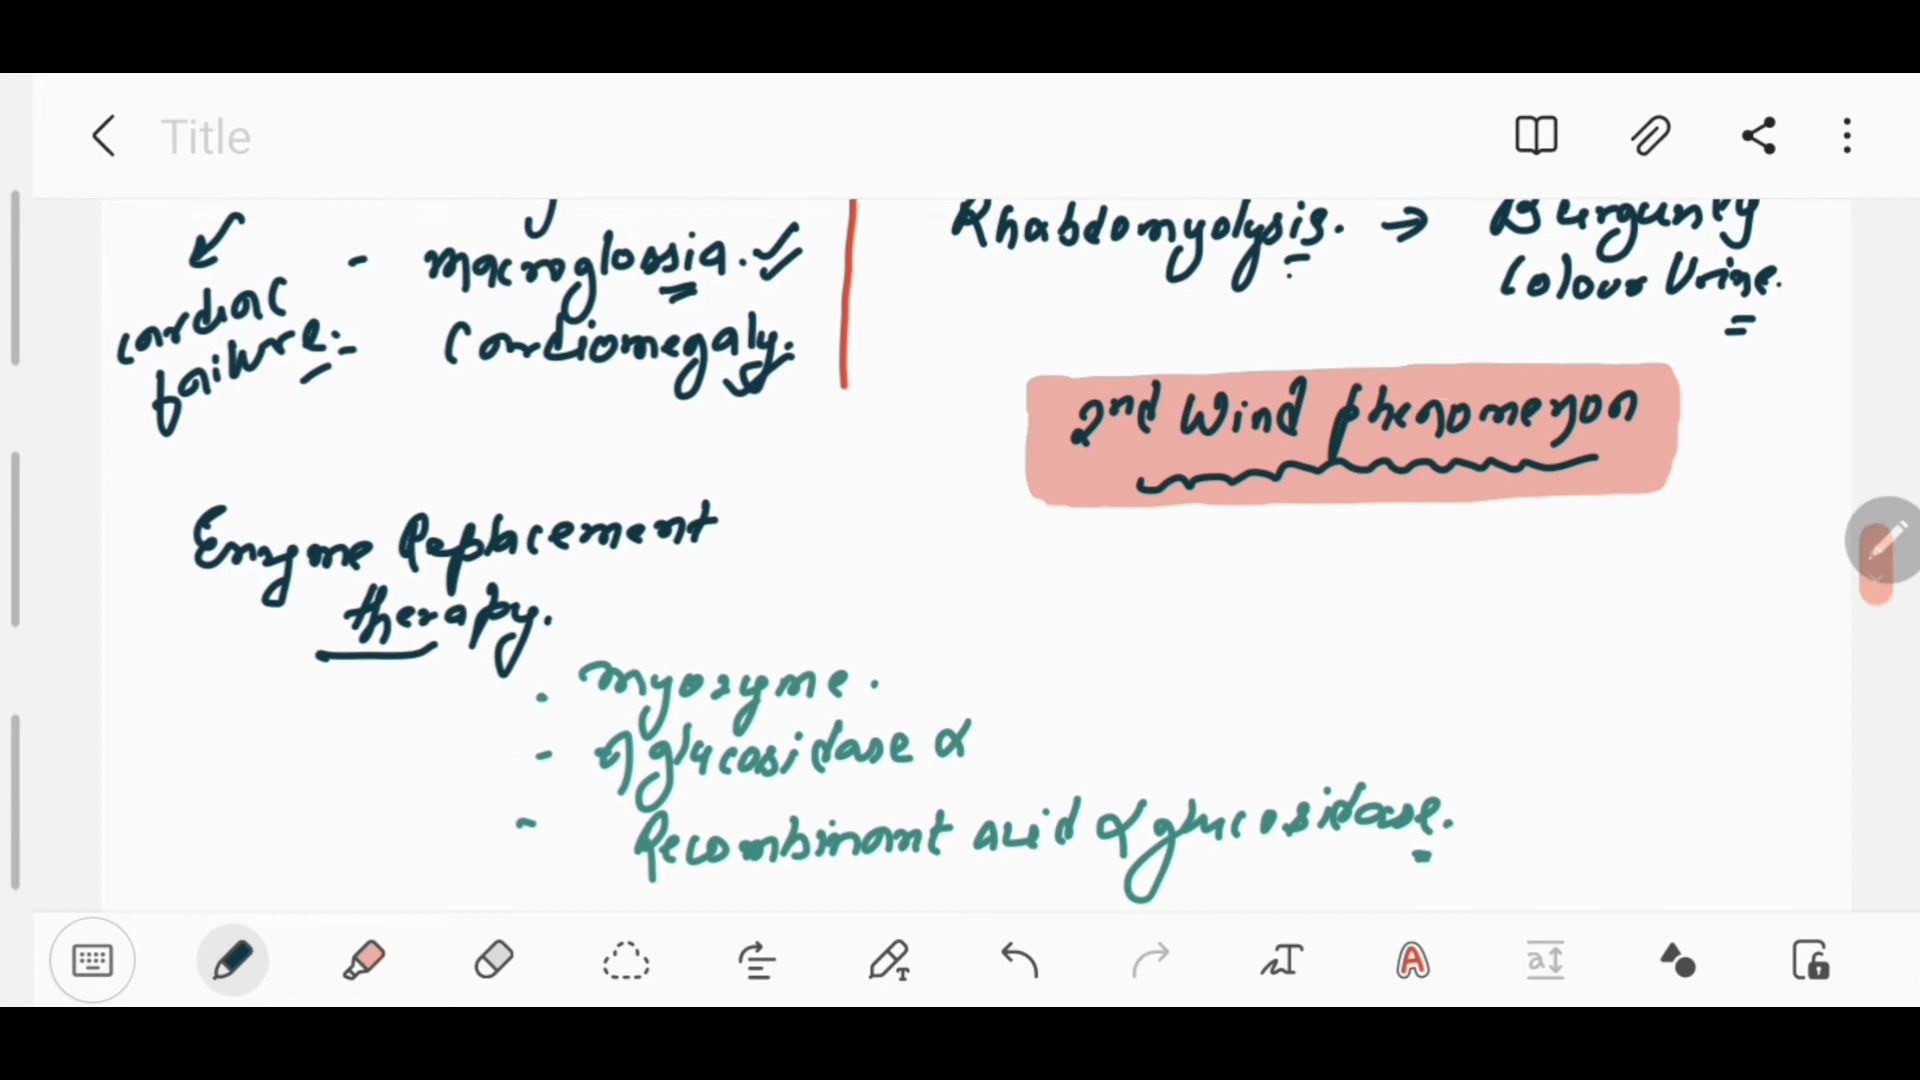 Title
macroglossia.
cardiac
failure.
Cardiomegaly.
Rhabdomyolysis. → Burgundy
Colour Urine.
2nd Wind phenomenon
Enzyme Replacement
therapy.
- myozyme.
- glucosidase α
- Recombinant acid α glucosidase.